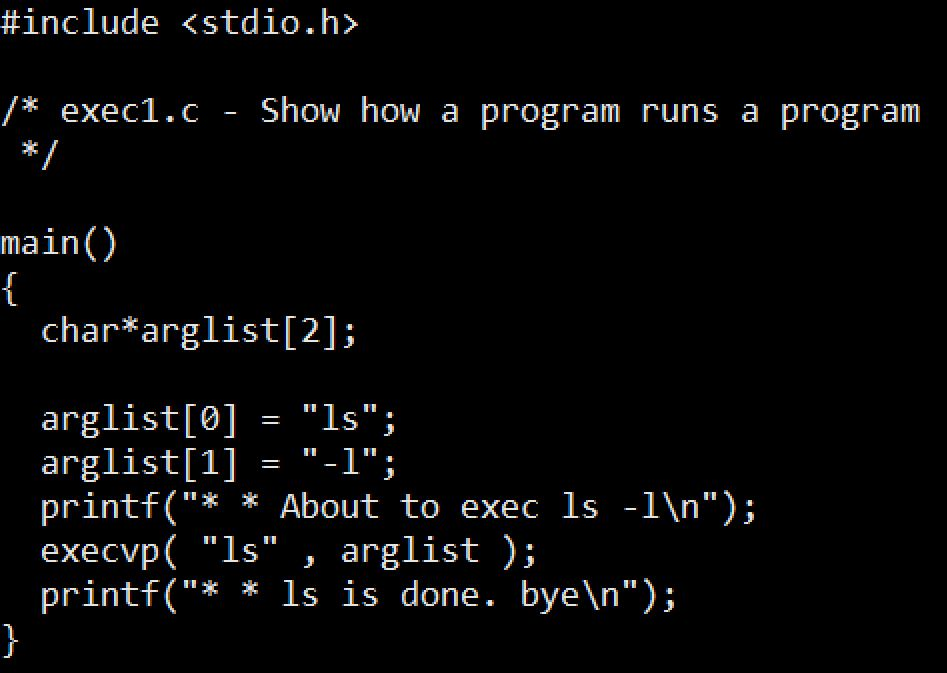 #include <stdio.h>
/* exec1.c - Show how a program runs a program
*/
main()
{
char*arglist[2];
arglist[0] = "ls";
arglist[1] = "-l";
printf("* * About to exec ls -l\n");
execvp( "ls" , arglist );
printf("* * ls is done. bye\n");
}